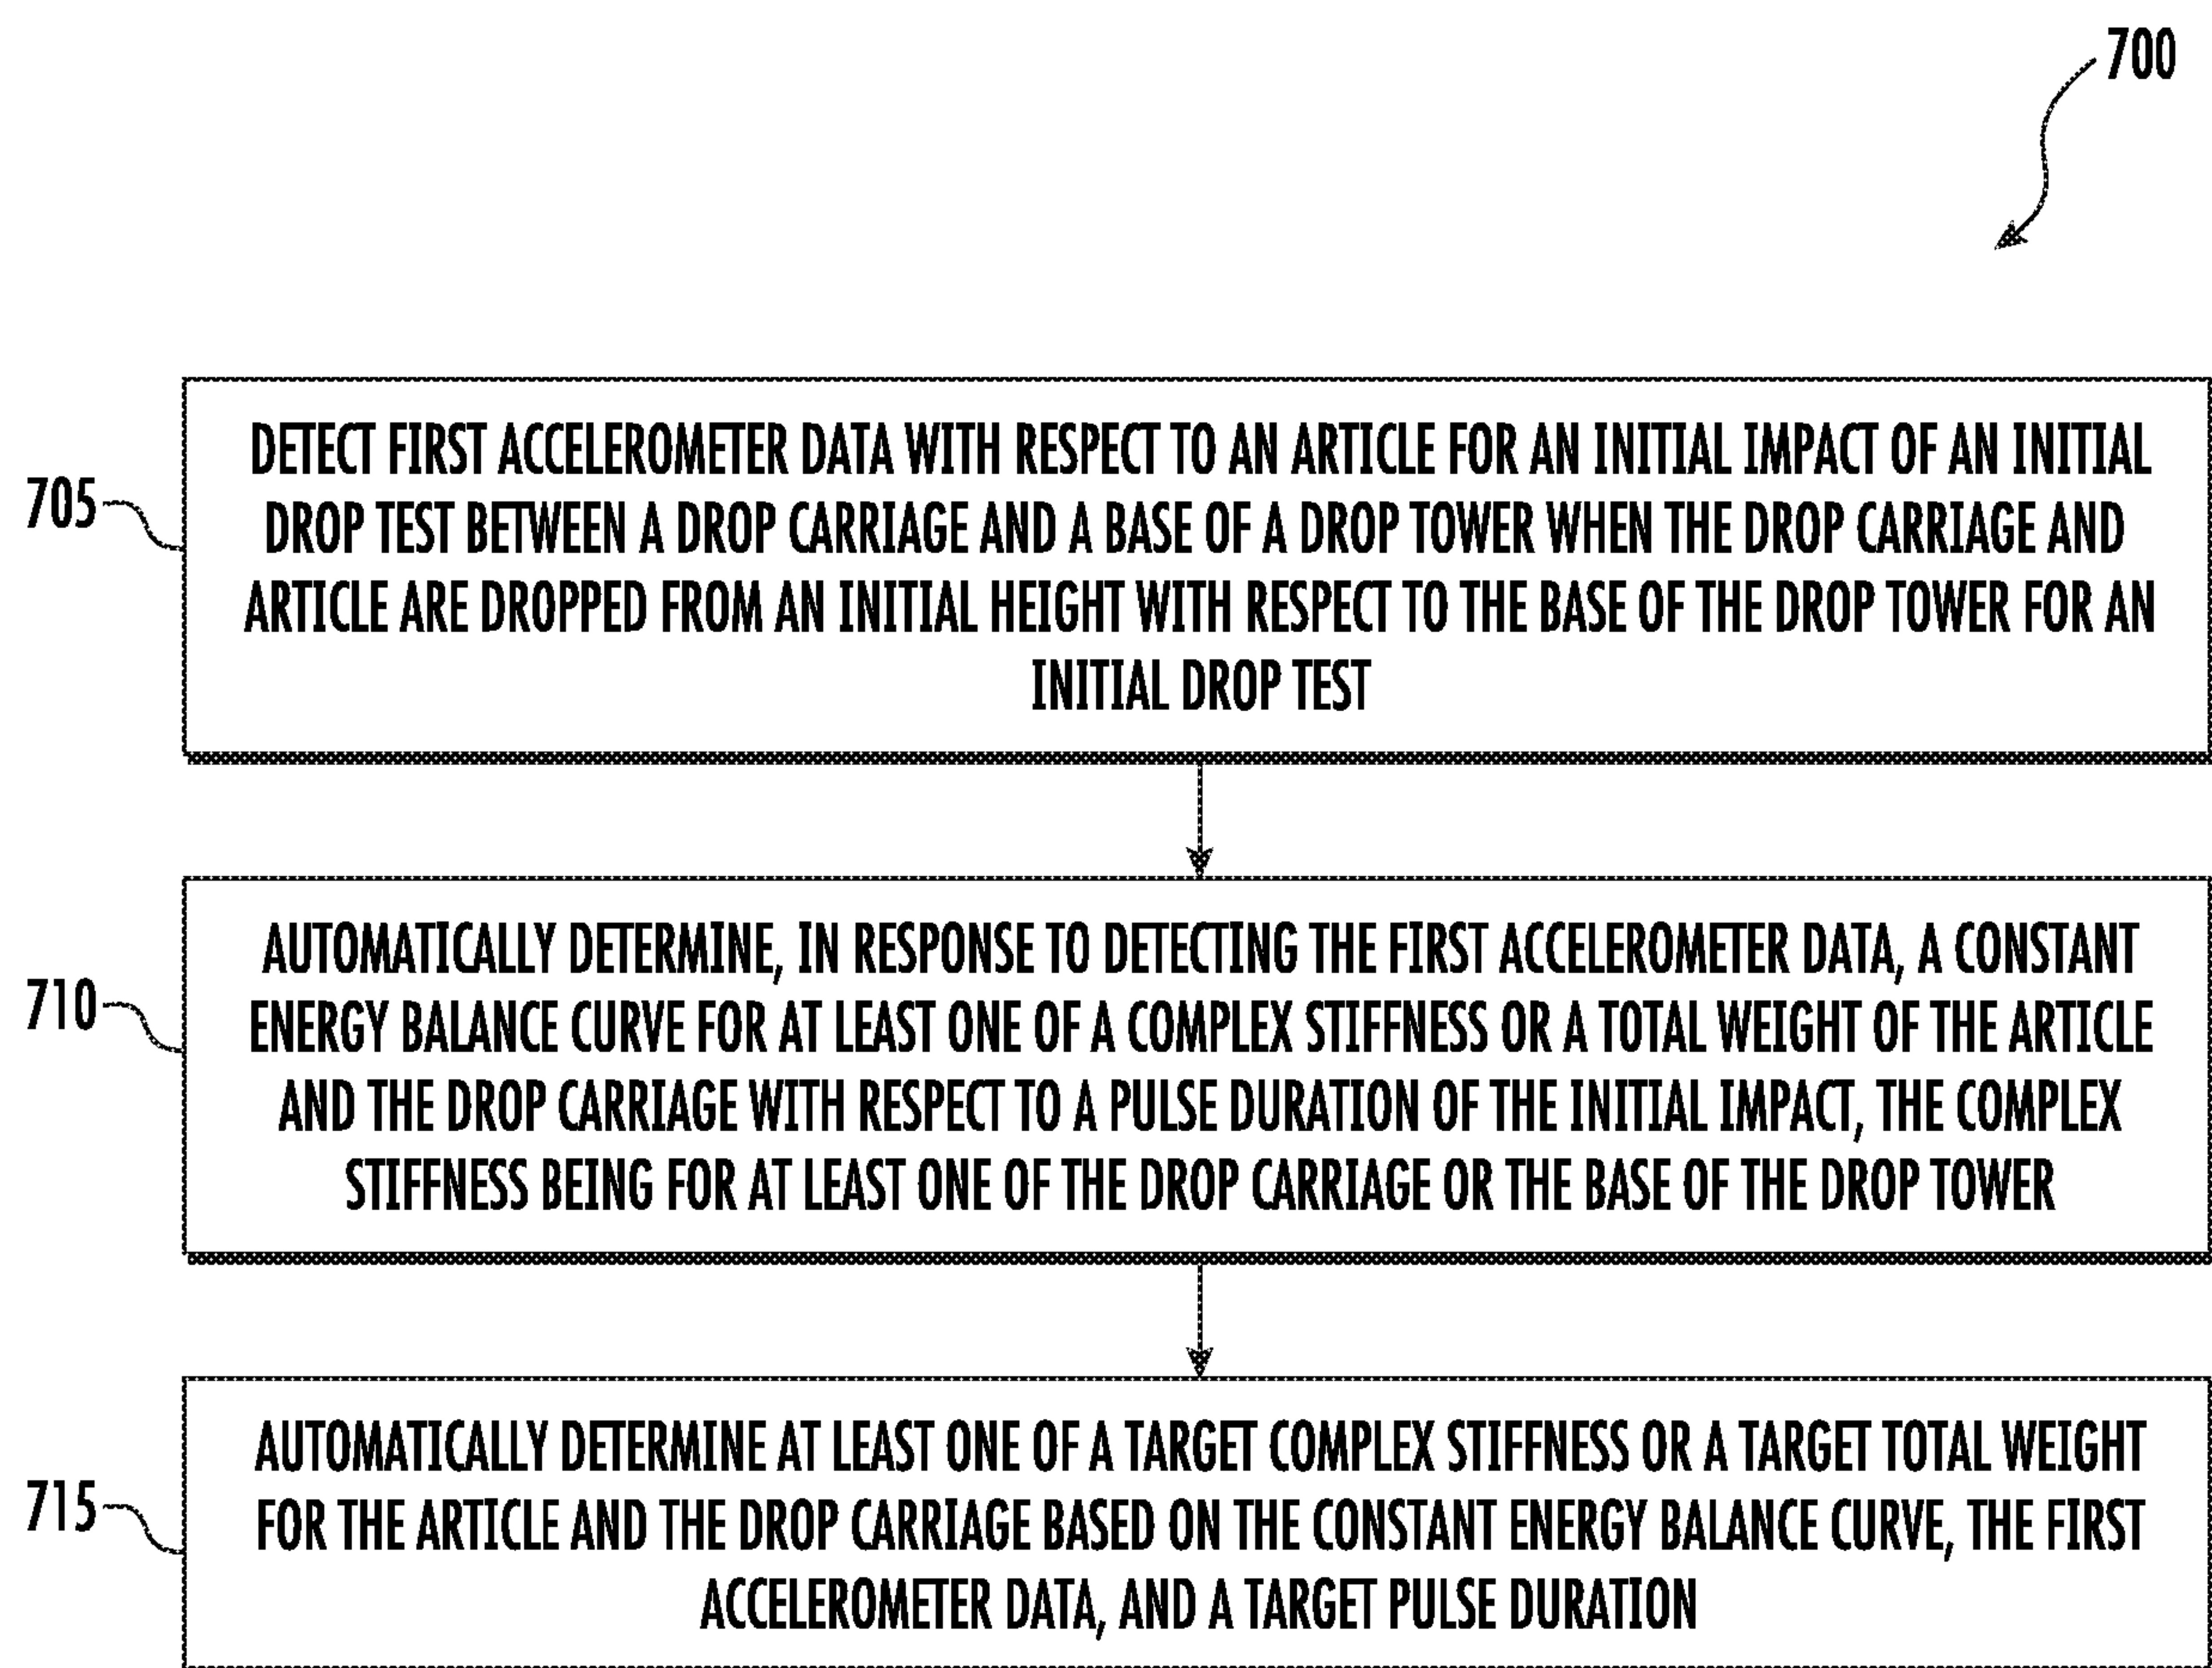 700
705
DETECT FIRST ACCELEROMETER DATA WITH RESPECT TO AN ARTICLE FOR AN INITIAL IMPACT OF AN INITIAL
DROP TEST BETWEEN A DROP CARRIAGE AND A BASE OF A DROP TOWER WHEN THE DROP CARRIAGE AND
ARTICLE ARE DROPPED FROM AN INITIAL HEIGHT WITH RESPECT TO THE BASE OF THE DROP TOWER FOR AN
INITIAL DROP TEST
710
AUTOMATICALLY DETERMINE, IN RESPONSE TO DETECTING THE FIRST ACCELEROMETER DATA, A CONSTANT
ENERGY BALANCE CURVE FOR AT LEAST ONE OF A COMPLEX STIFFNESS OR A TOTAL WEIGHT OF THE ARTICLE
AND THE DROP CARRIAGE WITH RESPECT TO A PULSE DURATION OF THE INITIAL IMPACT, THE COMPLEX
STIFFNESS BEING FOR AT LEAST ONE OF THE DROP CARRIAGE OR THE BASE OF THE DROP TOWER
715
AUTOMATICALLY DETERMINE AT LEAST ONE OF A TARGET COMPLEX STIFFNESS OR A TARGET TOTAL WEIGHT
FOR THE ARTICLE AND THE DROP CARRIAGE BASED ON THE CONSTANT ENERGY BALANCE CURVE, THE FIRST
ACCELEROMETER DATA, AND A TARGET PULSE DURATION